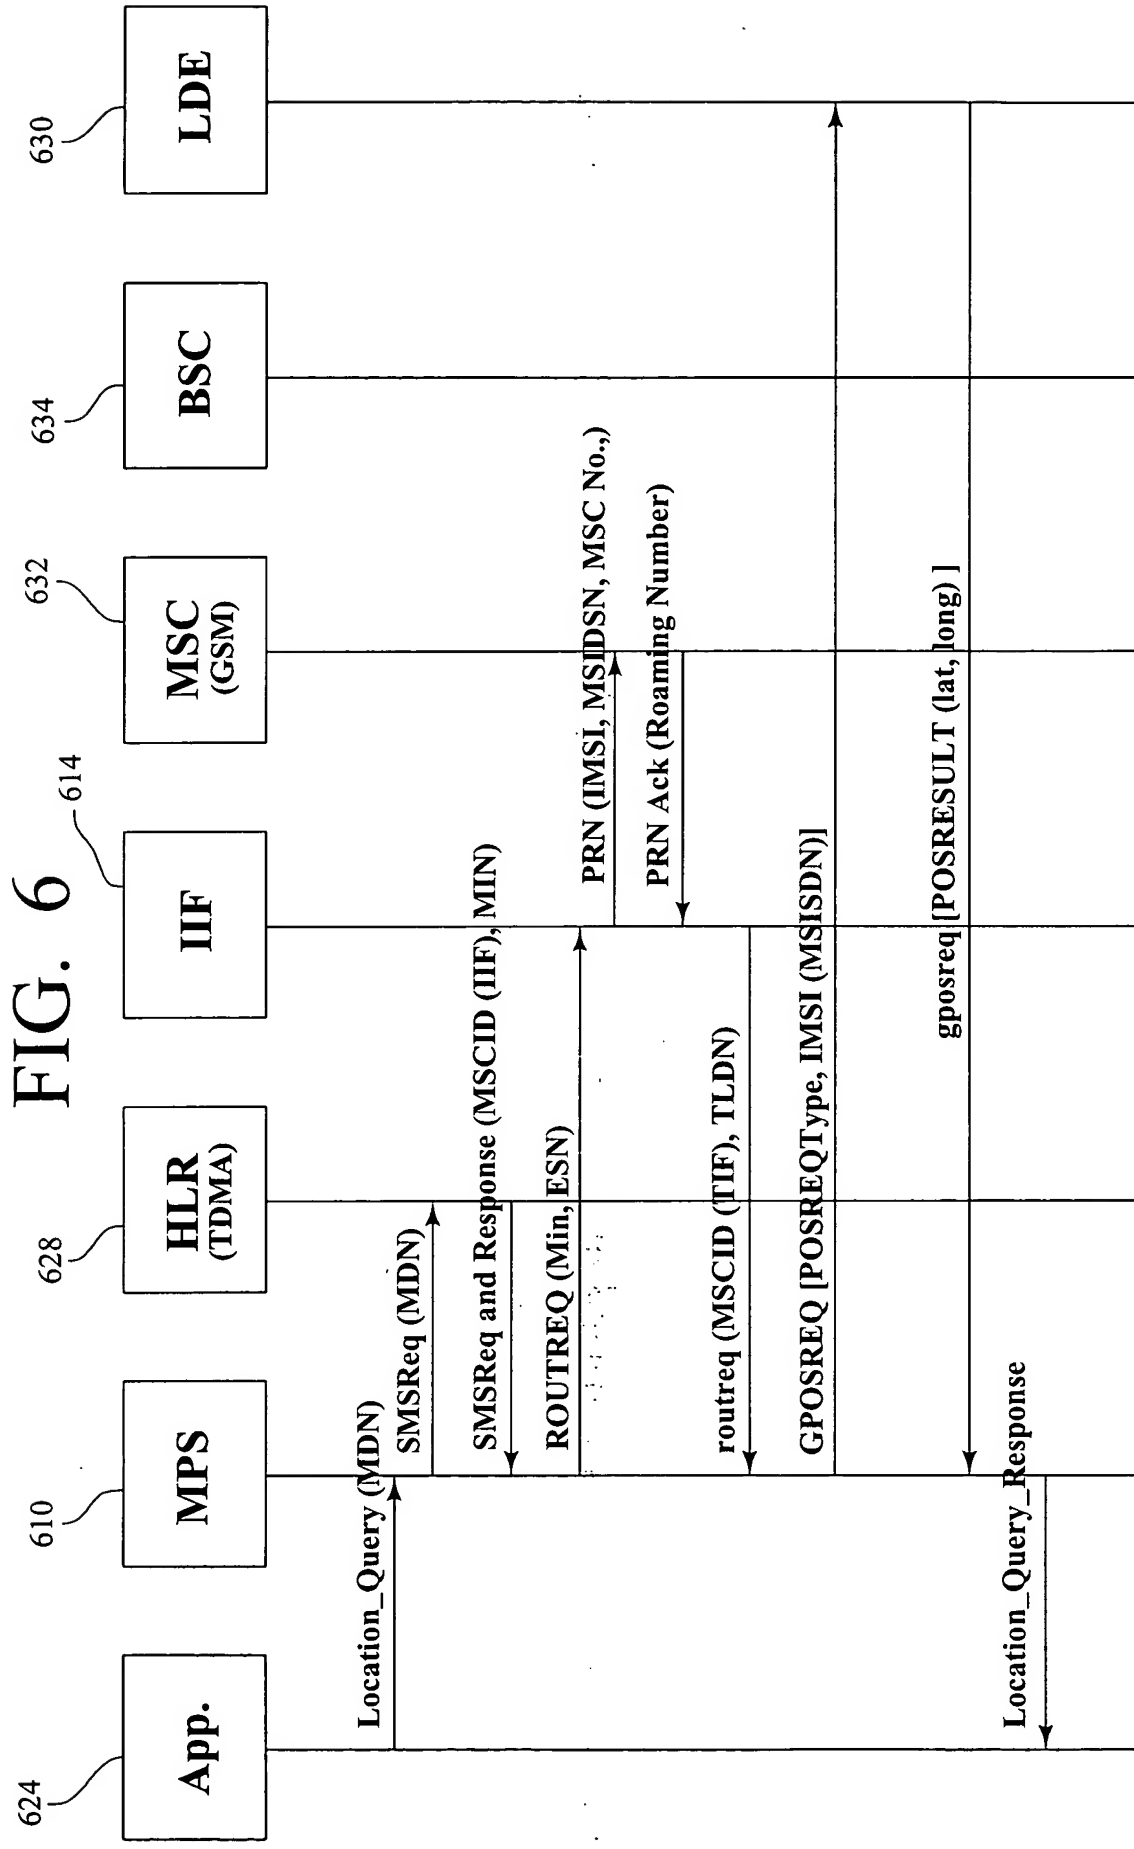 FIG. 6
624
610
628
614
632
634
630
App.
MPS
HLR
(TDMA)
IIF
MSC
(GSM)
BSC
LDE
Location_Query (MDN)
SMSReq (MDN)
SMSReq and Response (MSCID (IIF), MIN)
ROUTREQ (Min, ESN)
PRN (IMSI, MSIDSN, MSC No.,)
PRN Ack (Roaming Number)
routreq (MSCID (TIF), TLDN)
GPOSREQ [POSREQType, IMSI (MSISDN)]
gposreq [POSRESULT (lat, long) ]
Location_Query_Response